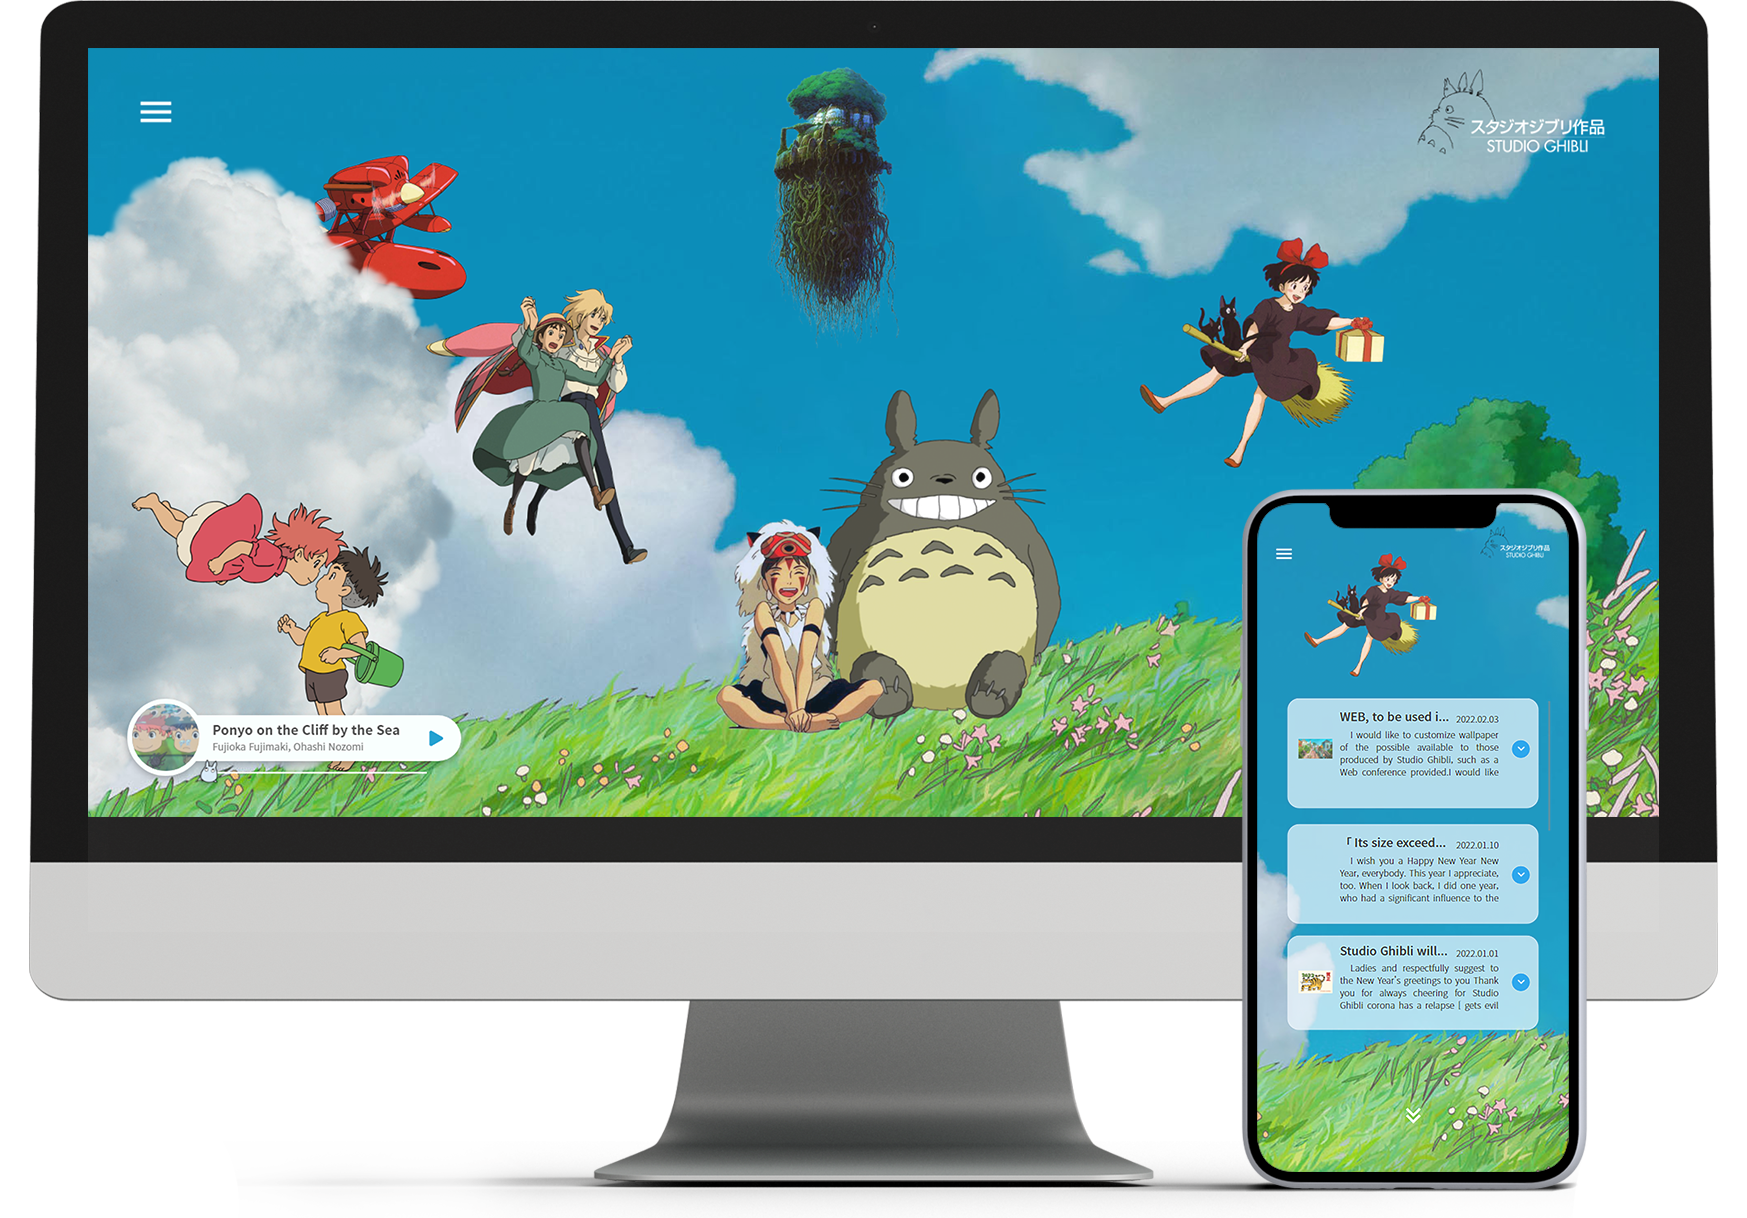 スタジオジブリ作品
STUDIO GHIBLI
Ponyo on the Cliff by the Sea
Fujioka Fujimaki, Ohashi Nozomi
スタジオジブリ作品
STUDIO GHIBLI
WEB, to be used i... 2022.02.03
I would like to customize wallpaper
of the possible available to those
produced by Studio Ghibli, such as a
Web conference provided.I would like
「 Its size exceed... 2022.01.10
I wish you a Happy New Year New
Year, everybody. This year I appreciate,
too. When I look back, I did one year,
who had a significant influence to the
Studio Ghibli will... 2022.01.01
Ladies and respectfully suggest to
the New Year's greetings to you Thank
you for always cheering for Studio
Ghibli corona has a relapse [ gets evil